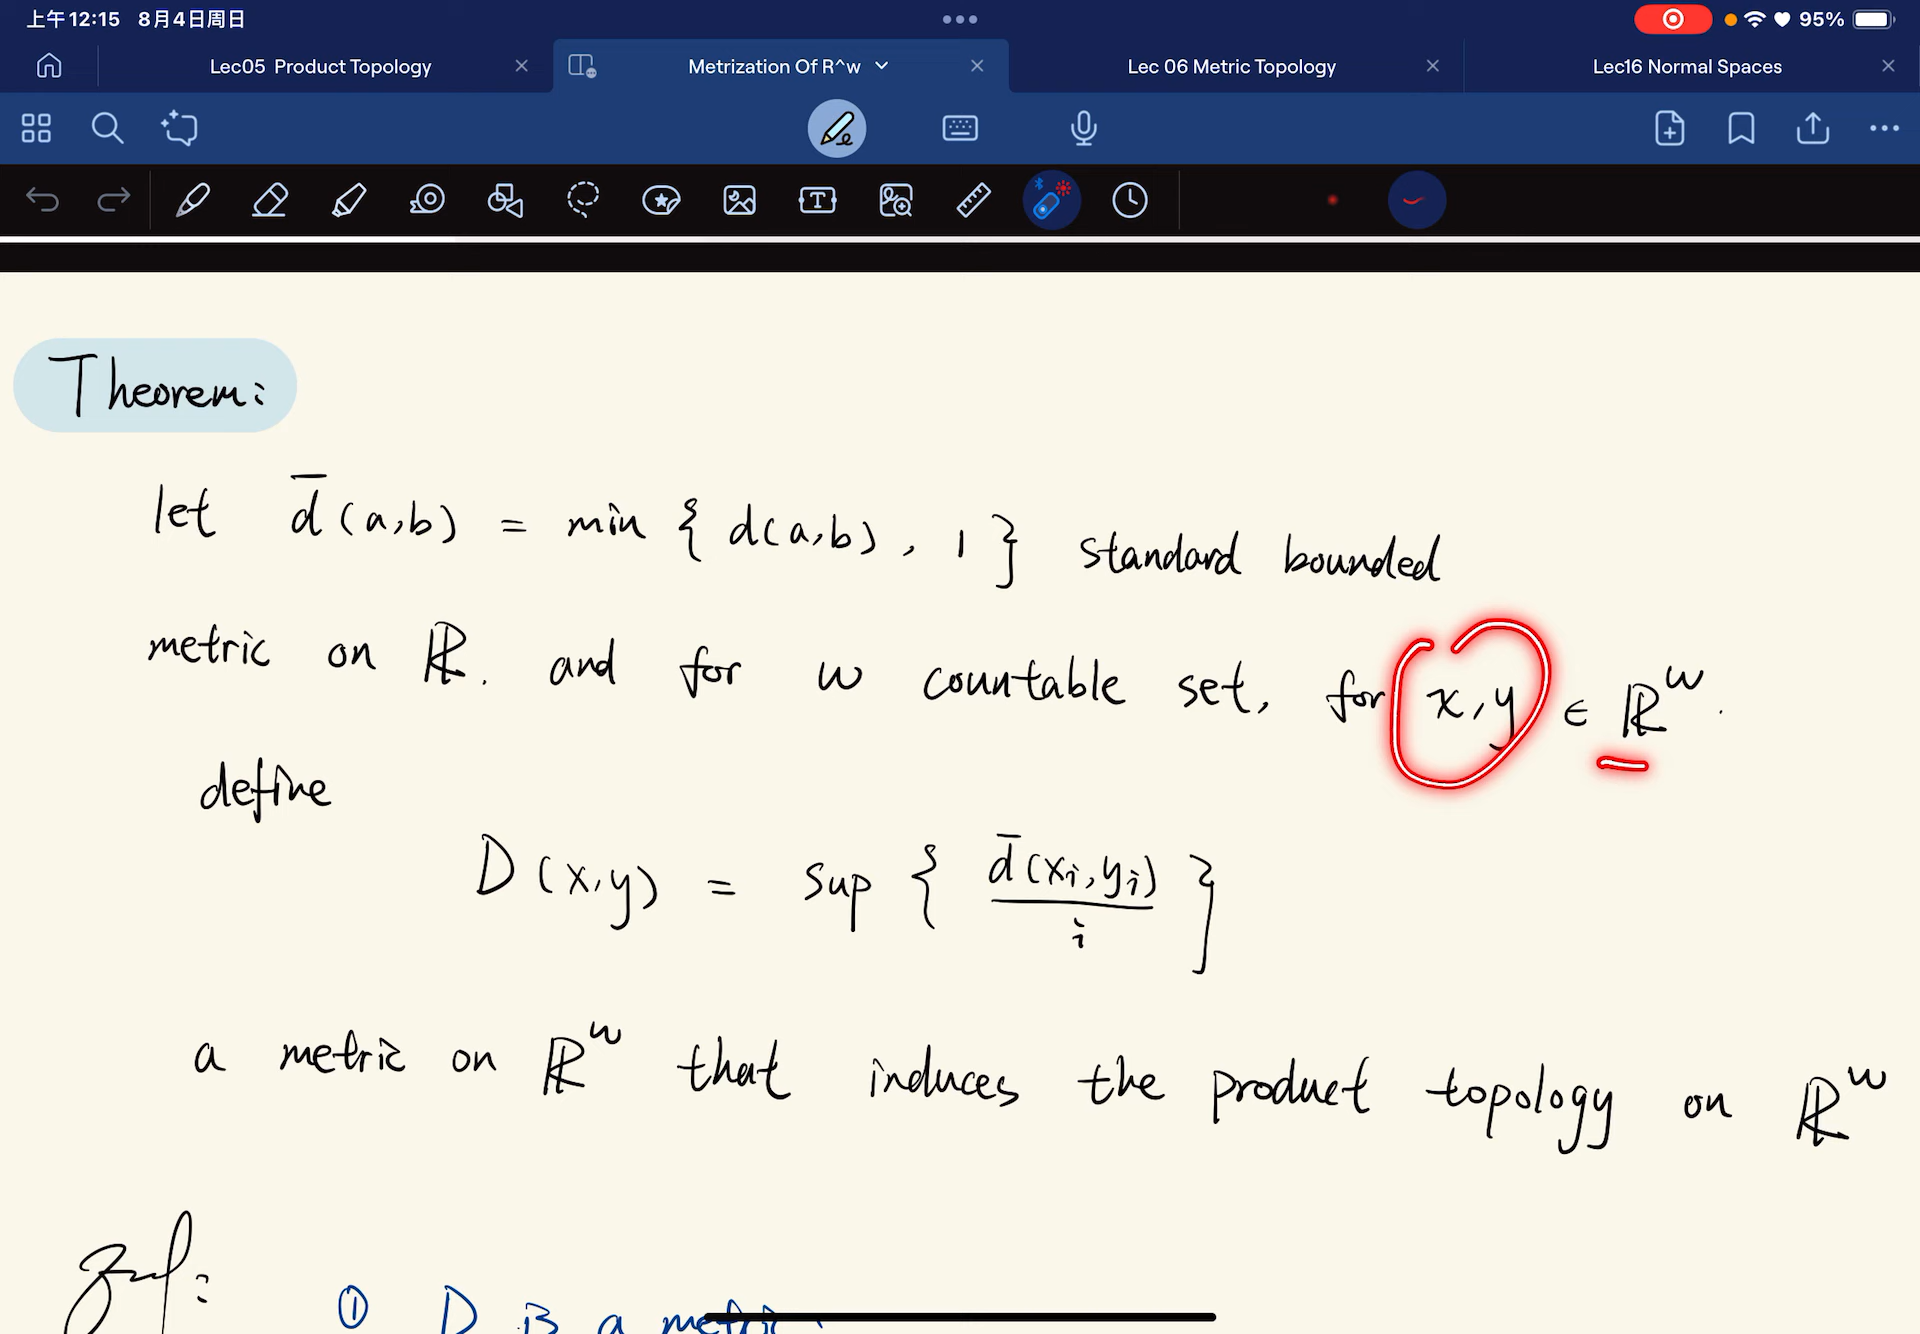 上午12:15 8月4日周日
95%
Lec05 Product Topology
Metrization Of R^w
Lec 06 Metric Topology
Lec16 Normal Spaces
Theorem:
let d̅(a,b) = min { d(a,b), 1 } standard bounded
metric on ℝ. and for w countable set, for x,y ∈ ℝ^w.
define
D(x,y) = sup { d̅(xᵢ,yᵢ) / i }
a metric on ℝ^w that induces the product topology on ℝ^w
Proof:
① D is a metric.